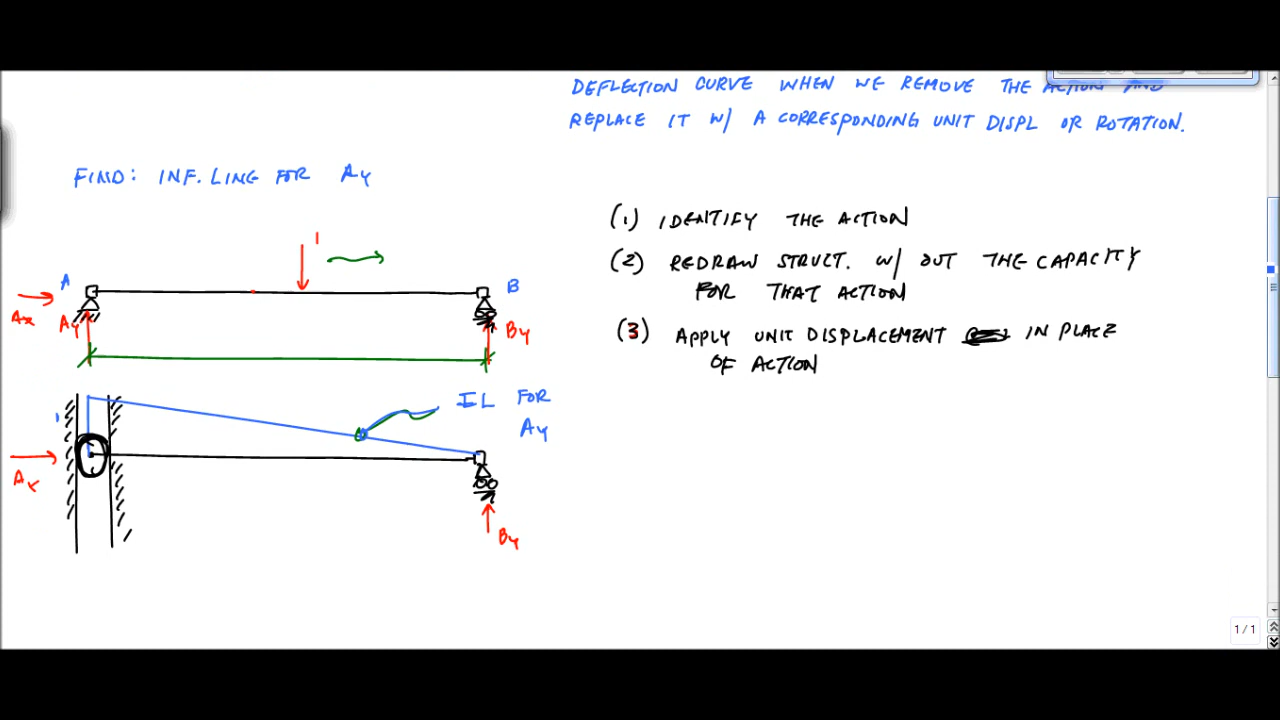 DEFLECTION CURVE WHEN WE REMOVE THE ACTION AND
REPLACE IT W/ A CORRESPONDING UNIT DISPL OR ROTATION.
FIND: INF. LINE FOR Ay
(1) IDENTIFY THE ACTION
(2) REDRAW STRUCT. W/ OUT THE CAPACITY
FOR THAT ACTION
(3) APPLY UNIT DISPLACEMENT IN PLACE
OF ACTION
1
A
B
Ax
Ay
By
IL FOR
Ay
1
Ax
By
1 / 1